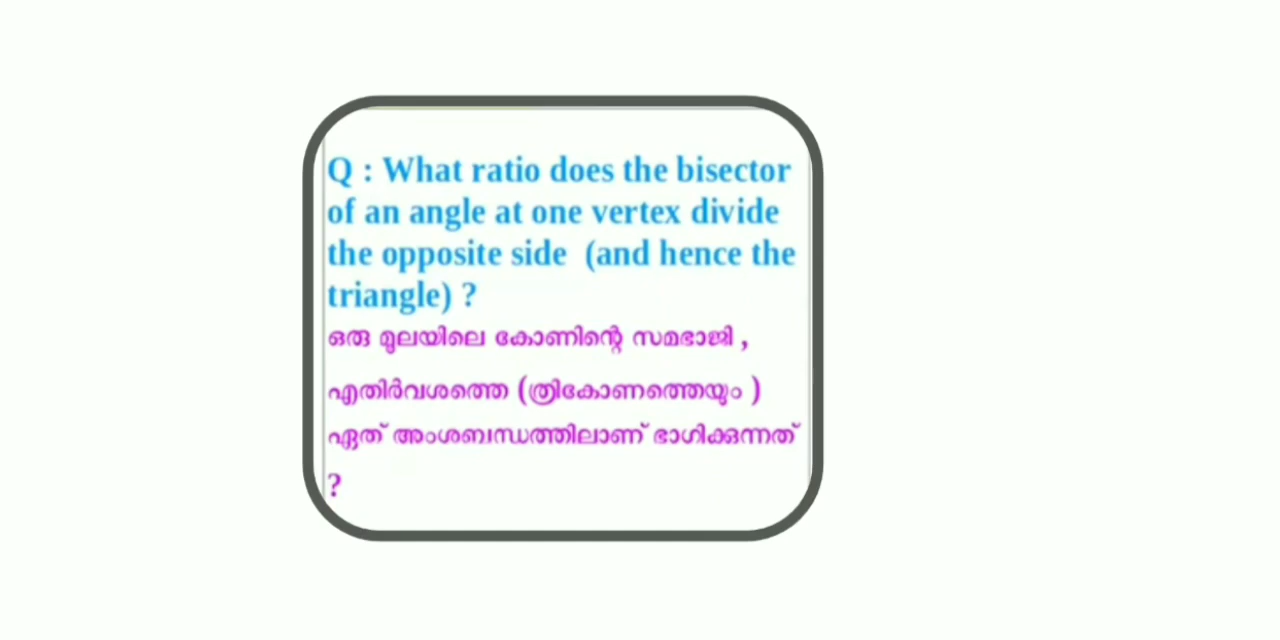 Q : What ratio does the bisector
of an angle at one vertex divide
the opposite side (and hence the
triangle) ?
ഒരു മൂലയിലെ കോണിന്റെ സമഭാജി ,
എതിർവശത്തെ (ത്രികോണത്തെയും )
ഏത് അംശബന്ധത്തിലാണ് ഭാഗിക്കുന്നത്
?